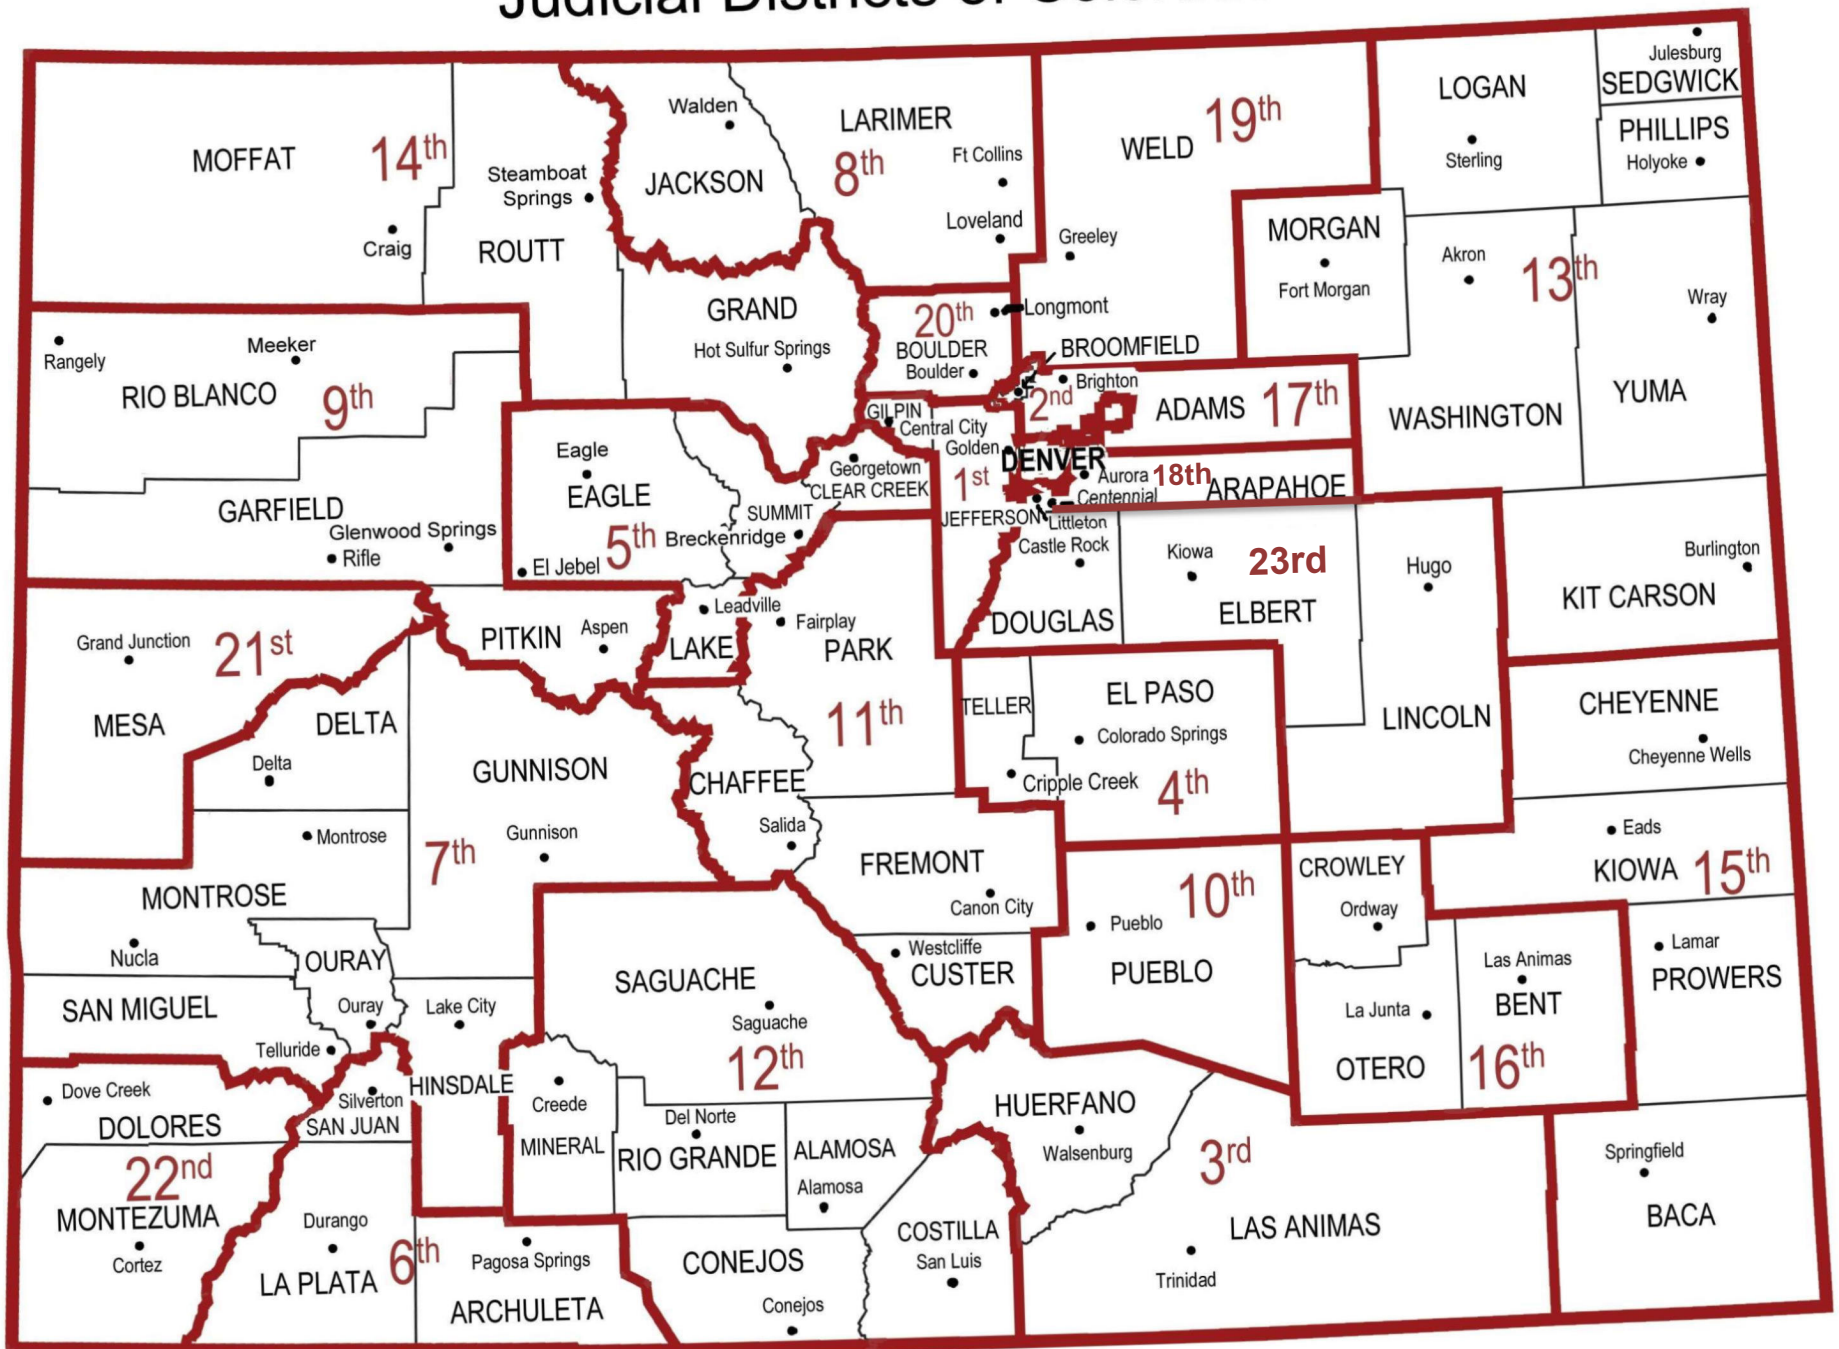 Judicial Districts of Colorado
Julesburg
SEDGWICK
LOGAN
Sterling
PHILLIPS
Holyoke
MOFFAT
14th
Craig
Steamboat
Springs
ROUTT
Walden
JACKSON
LARIMER
8th
Ft Collins
Loveland
WELD
19th
Greeley
MORGAN
Fort Morgan
Akron
13th
WASHINGTON
Wray
YUMA
GRAND
Hot Sulfur Springs
20th
BOULDER
Boulder
Longmont
BROOMFIELD
Brighton
2nd
ADAMS
17th
Rangely
Meeker
RIO BLANCO
9th
GARFIELD
Glenwood Springs
Rifle
Eagle
EAGLE
5th
El Jebel
SUMMIT
Breckenridge
GILPIN
Central City
Georgetown
CLEAR CREEK
Golden
1st
JEFFERSON
DENVER
Aurora
18th
ARAPAHOE
Centennial
Littleton
Castle Rock
DOUGLAS
Kiowa
23rd
ELBERT
Hugo
LINCOLN
Burlington
KIT CARSON
Grand Junction
21st
MESA
DELTA
Delta
PITKIN
Aspen
Leadville
LAKE
Fairplay
PARK
11th
TELLER
Cripple Creek
EL PASO
Colorado Springs
4th
CHEYENNE
Cheyenne Wells
GUNNISON
Gunnison
7th
CHAFFEE
Salida
FREMONT
Canon City
Montrose
MONTROSE
Nucla
OURAY
Ouray
SAN MIGUEL
Telluride
Lake City
HINSDALE
SAGUACHE
Saguache
12th
Westcliffe
CUSTER
10th
Pueblo
PUEBLO
CROWLEY
Ordway
Eads
KIOWA
15th
Las Animas
BENT
La Junta
OTERO
16th
Lamar
PROWERS
Dove Creek
DOLORES
22nd
MONTEZUMA
Cortez
Silverton
SAN JUAN
Durango
LA PLATA
6th
Pagosa Springs
ARCHULETA
Creede
MINERAL
Del Norte
RIO GRANDE
ALAMOSA
Alamosa
CONEJOS
Conejos
COSTILLA
San Luis
HUERFANO
Walsenburg
3rd
LAS ANIMAS
Trinidad
Springfield
BACA